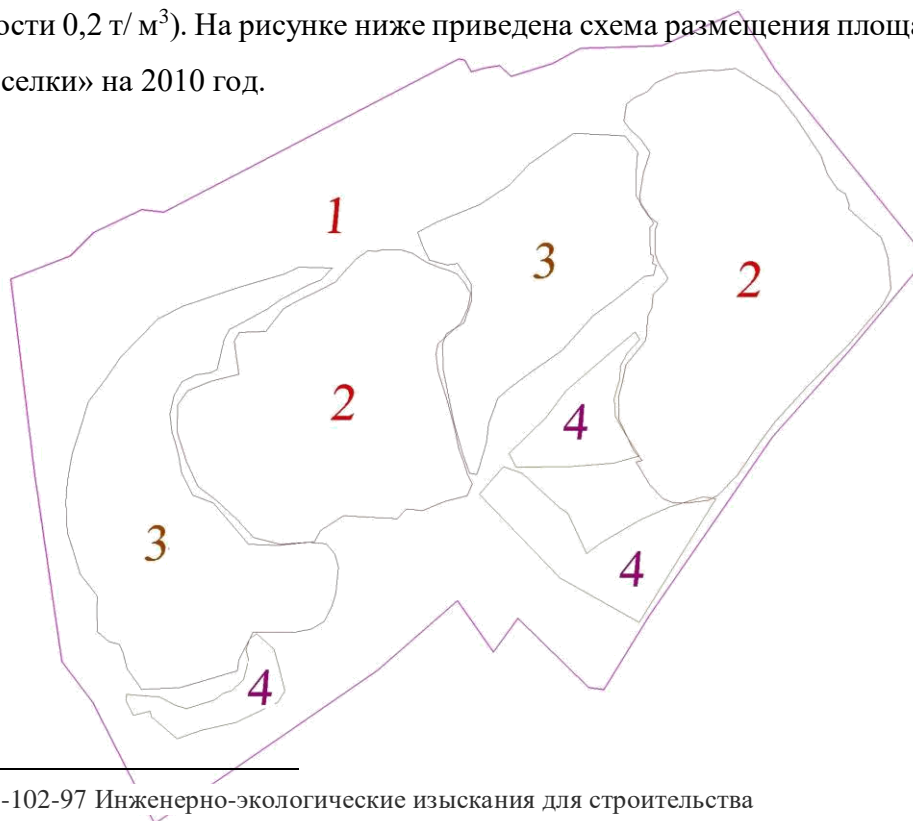 ости 0,2 т/ м³). На рисунке ниже приведена схема размещения площа
селки» на 2010 год.
1
3
2
2
4
3
4
4
-102-97 Инженерно-экологические изыскания для строительства